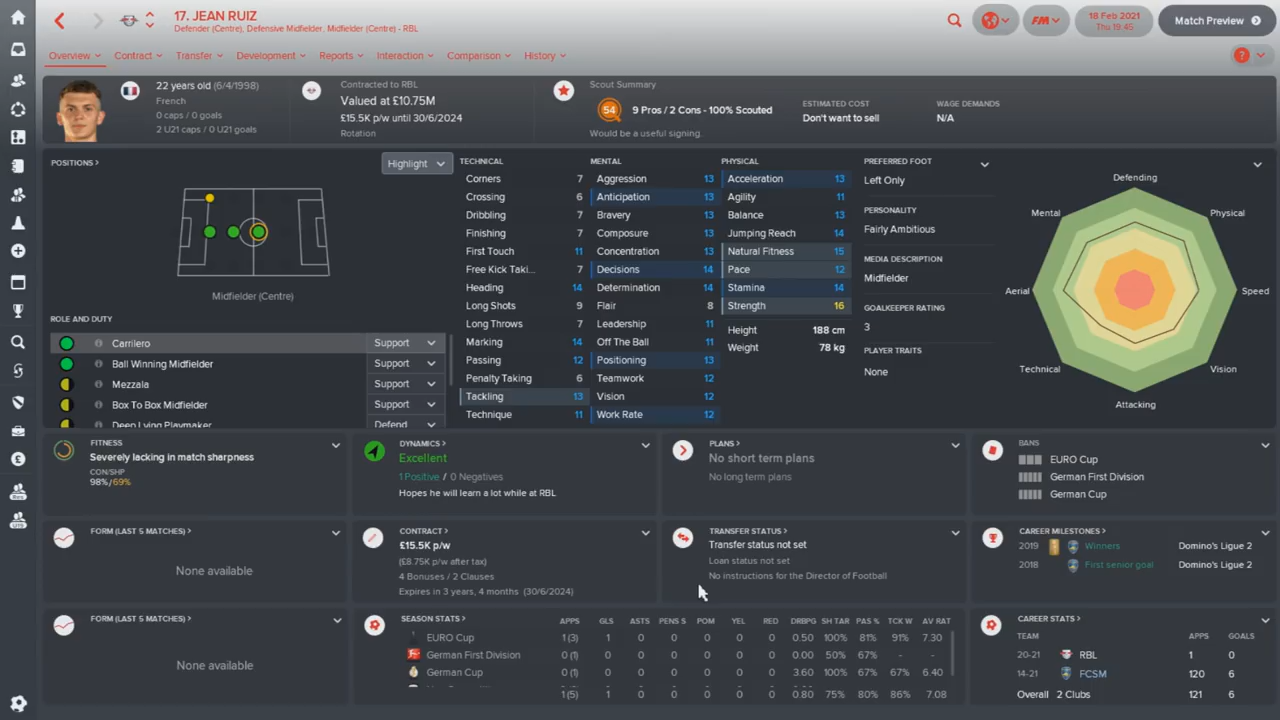 17. JEAN RUIZ
Defender (Centre), Defensive Midfielder, Midfielder (Centre) - RBL
FM
18 Feb 2021
Thu 19:45
Match Preview
Overview
Contract
Transfer
Development
Reports
Interaction
Comparison
History
?
22 years old (6/4/1998)
French
0 caps / 0 goals
2 U21 caps / 0 U21 goals
Contracted to RBL
Valued at £10.75M
£15.5K p/w until 30/6/2024
Rotation
Scout Summary
54
9 Pros / 2 Cons - 100% Scouted
Would be a useful signing.
ESTIMATED COST
Don't want to sell
WAGE DEMANDS
N/A
POSITIONS >
Highlight
Midfielder (Centre)
ROLE AND DUTY
Carrilero Support
Ball Winning Midfielder Support
Mezzala Support
Box To Box Midfielder Support
Deep Lying Playmaker Defend
TECHNICAL
Corners 7
Crossing 6
Dribbling 7
Finishing 7
First Touch 11
Free Kick Taki... 7
Heading 14
Long Shots 9
Long Throws 7
Marking 14
Passing 12
Penalty Taking 6
Tackling 13
Technique 11
MENTAL
Aggression 13
Anticipation 13
Bravery 13
Composure 13
Concentration 13
Decisions 14
Determination 14
Flair 8
Leadership 11
Off The Ball 11
Positioning 13
Teamwork 12
Vision 12
Work Rate 12
PHYSICAL
Acceleration 13
Agility 11
Balance 13
Jumping Reach 14
Natural Fitness 15
Pace 12
Stamina 14
Strength 16
Height 188 cm
Weight 78 kg
PREFERRED FOOT
Left Only
PERSONALITY
Fairly Ambitious
MEDIA DESCRIPTION
Midfielder
GOALKEEPER RATING
3
PLAYER TRAITS
None
Defending
Mental
Physical
Aerial
Speed
Technical
Vision
Attacking
FITNESS
Severely lacking in match sharpness
CON/SHP
98%/69%
DYNAMICS >
Excellent
1 Positive / 0 Negatives
Hopes he will learn a lot while at RBL
PLANS >
No short term plans
No long term plans
BANS
EURO Cup
German First Division
German Cup
FORM (LAST 5 MATCHES) >
None available
CONTRACT >
£15.5K p/w
(£8.75K p/w after tax)
4 Bonuses / 2 Clauses
Expires in 3 years, 4 months (30/6/2024)
TRANSFER STATUS >
Transfer status not set
Loan status not set
No instructions for the Director of Football
CAREER MILESTONES >
2019 Winners Domino's Ligue 2
2018 First senior goal Domino's Ligue 2
FORM (LAST 5 MATCHES) >
None available
SEASON STATS > APPS GLS ASTS PENS S POM YEL RED DRBPG SH TAR PAS % TCK W AV RAT
EURO Cup 1 (3) 1 0 0 0 0 0 0.50 100% 81% 91% 7.30
German First Division 0 (1) 0 0 0 0 0 0 0.00 50% 67% - -
German Cup 0 (1) 0 0 0 0 0 0 3.60 100% 67% 67% 6.40
1 (5) 1 0 0 0 0 0 0.80 75% 80% 86% 7.08
CAREER STATS >
TEAM APPS GOALS
20-21 RBL 1 0
14-21 FCSM 120 6
Overall 2 Clubs 121 6